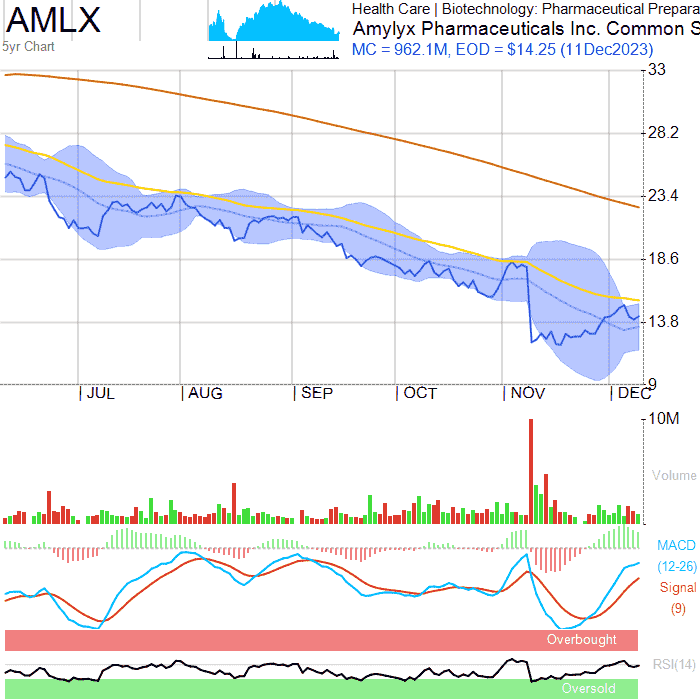 AMLX
5yr Chart
Health Care | Biotechnology: Pharmaceutical Prepara
Amylyx Pharmaceuticals Inc. Common S
MC = 962.1M, EOD = $14.25 (11Dec2023)
33
28.2
23.4
18.6
13.8
9
JUL AUG SEP OCT NOV DEC
10M
Volume
MACD
(12-26)
Signal
(9)
Overbought
RSI(14)
Oversold